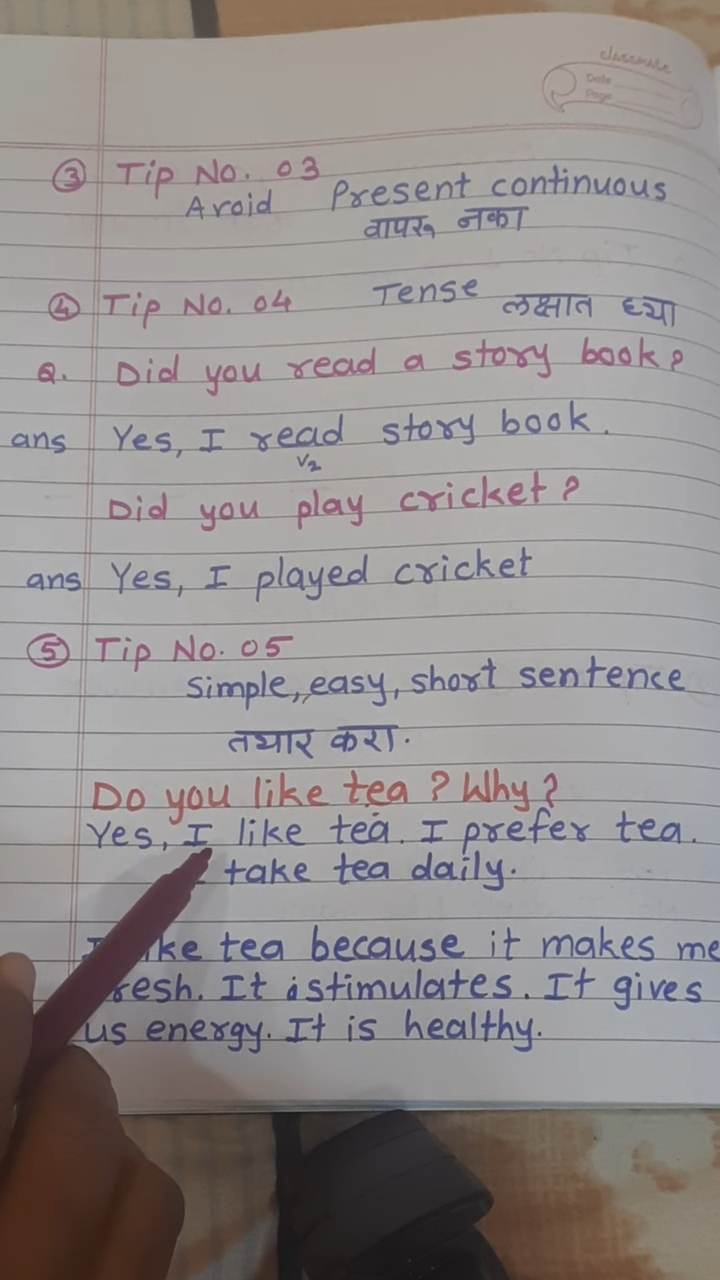 classmate
Date
Page
③ Tip No. 03
Avoid Present continuous
वापरू नका
④ Tip No. 04 Tense लक्षात घ्या
Q. Did you read a story book?
ans Yes, I read story book.
V2
Did you play cricket?
ans Yes, I played cricket
⑤ Tip No. 05
Simple, easy, short sentence
तयार करा.
Do you like tea? Why?
Yes, I like tea. I prefer tea.
take tea daily.
tea because it makes me
It stimulates. It gives
us energy. It is healthy.